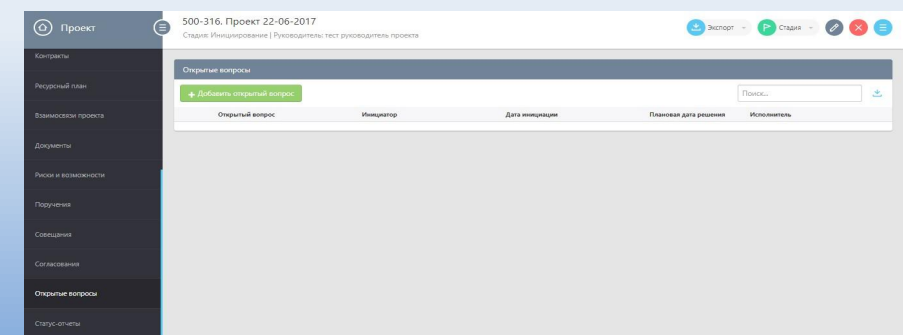 Проект
500-316. Проект 22-06-2017
Стадия: Инициирование | Руководитель: тест руководитель проекта
Экспорт
Стадия
Контракты
Ресурсный план
Взаимосвязи проекта
Документы
Риски и возможности
Поручения
Совещания
Согласования
Открытые вопросы
Статус-отчеты
Открытые вопросы
+ Добавить открытый вопрос
Поиск...
Открытый вопрос Инициатор Дата инициации Плановая дата решения Исполнитель